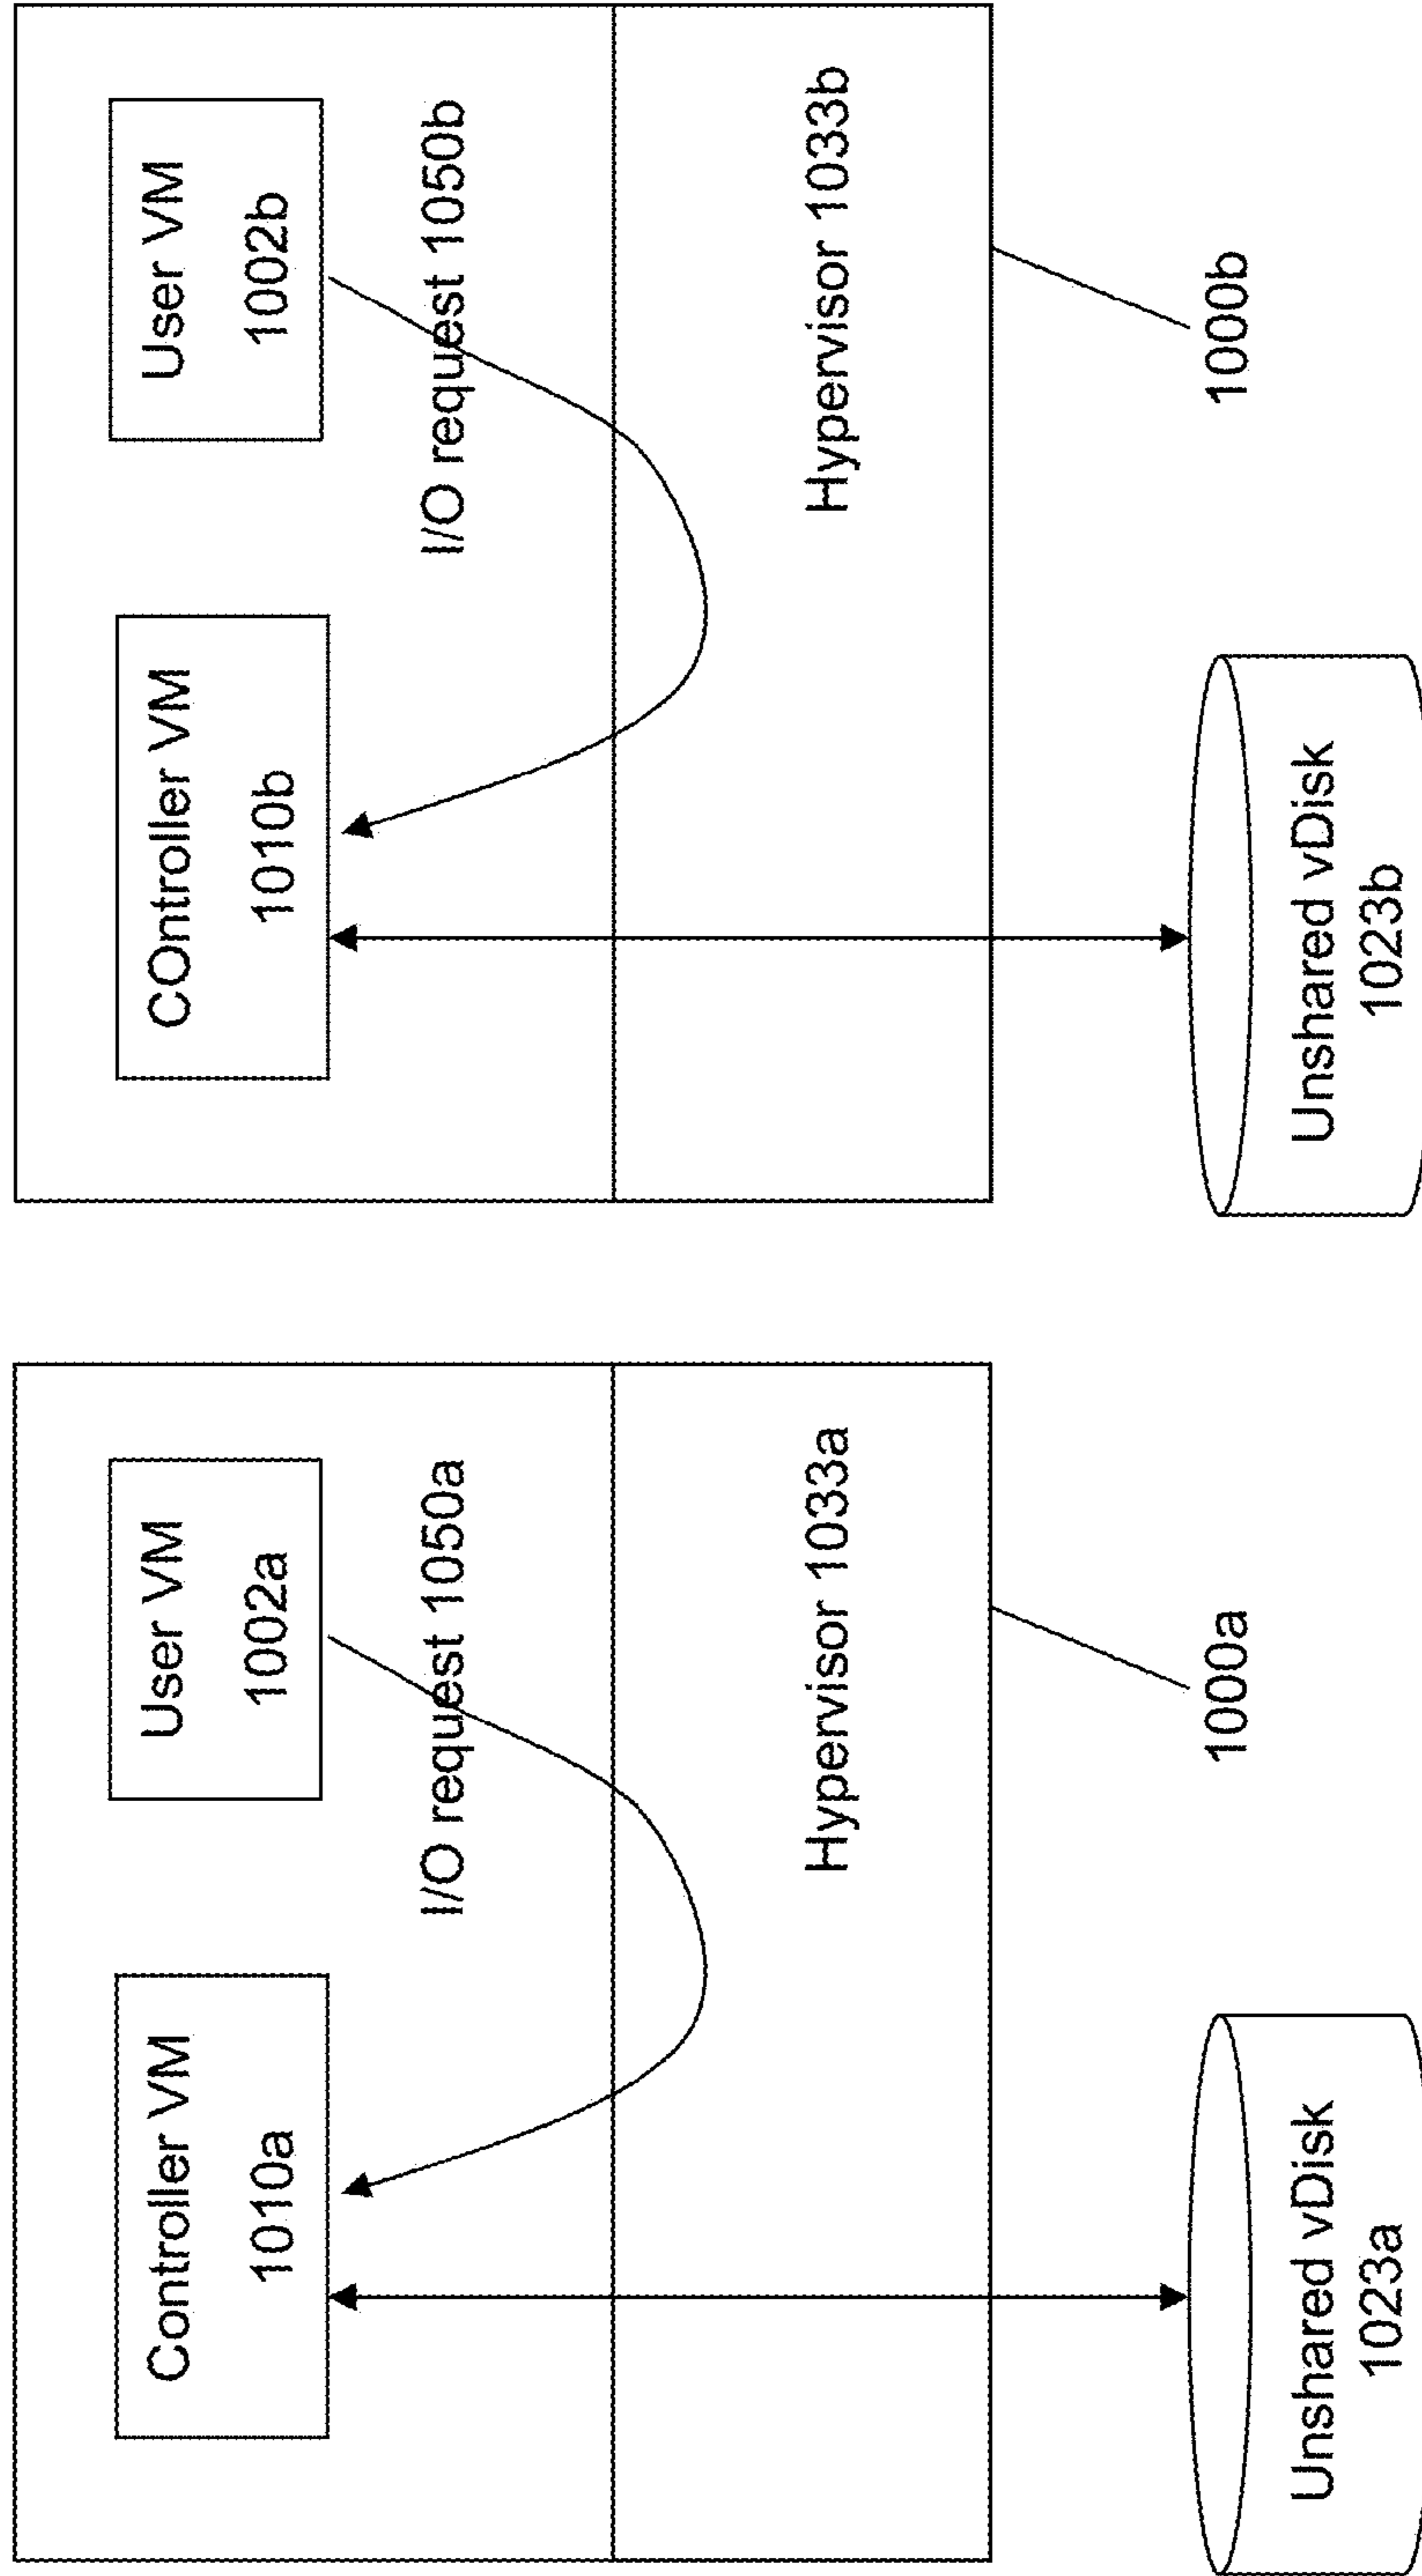 Controller VM
1010a
User VM
1002a
I/O request 1050a
Hypervisor 1033a
1000a
Unshared vDisk
1023a
COntroller VM
1010b
User VM
1002b
I/O request 1050b
Hypervisor 1033b
1000b
Unshared vDisk
1023b